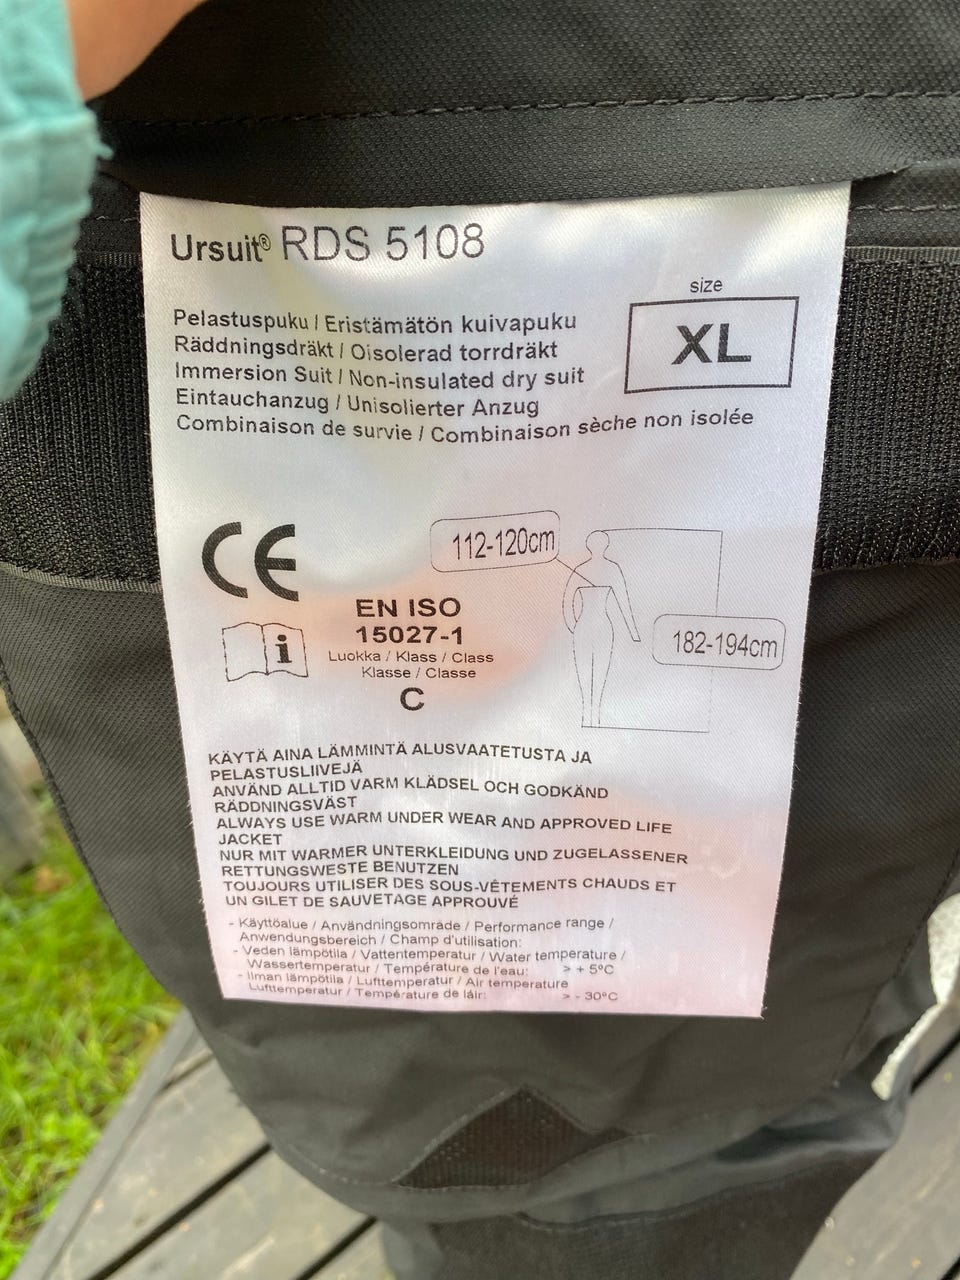 Ursuit® RDS 5108
size
XL
Pelastuspuku / Eristämätön kuivapuku
Räddningsdräkt / Oisolerad torrdräkt
Immersion Suit / Non-insulated dry suit
Eintauchanzug / Unisolierter Anzug
Combinaison de survie / Combinaison sèche non isolée
CE
112-120cm
182-194cm
i
EN ISO
15027-1
Luokka / Klass / Class
Klasse / Classe
C
KÄYTÄ AINA LÄMMINTÄ ALUSVAATETUSTA JA
PELASTUSLIIVEJÄ
ANVÄND ALLTID VARM KLÄDSEL OCH GODKÄND
RÄDDNINGSVÄST
ALWAYS USE WARM UNDER WEAR AND APPROVED LIFE
JACKET
NUR MIT WARMER UNTERKLEIDUNG UND ZUGELASSENER
RETTUNGSWESTE BENUTZEN
TOUJOURS UTILISER DES SOUS-VÊTEMENTS CHAUDS ET
UN GILET DE SAUVETAGE APPROUVÉ
- Käyttöalue / Användningsområde / Performance range /
Anwendungsbereich / Champ d'utilisation:
- Veden lämpötila / Vattentemperatur / Water temperature /
Wassertemperatur / Température de l'eau: > + 5°C
- Ilman lämpötila / Lufttemperatur / Air temperature
Lufttemperatur / Température de láir: > - 30°C